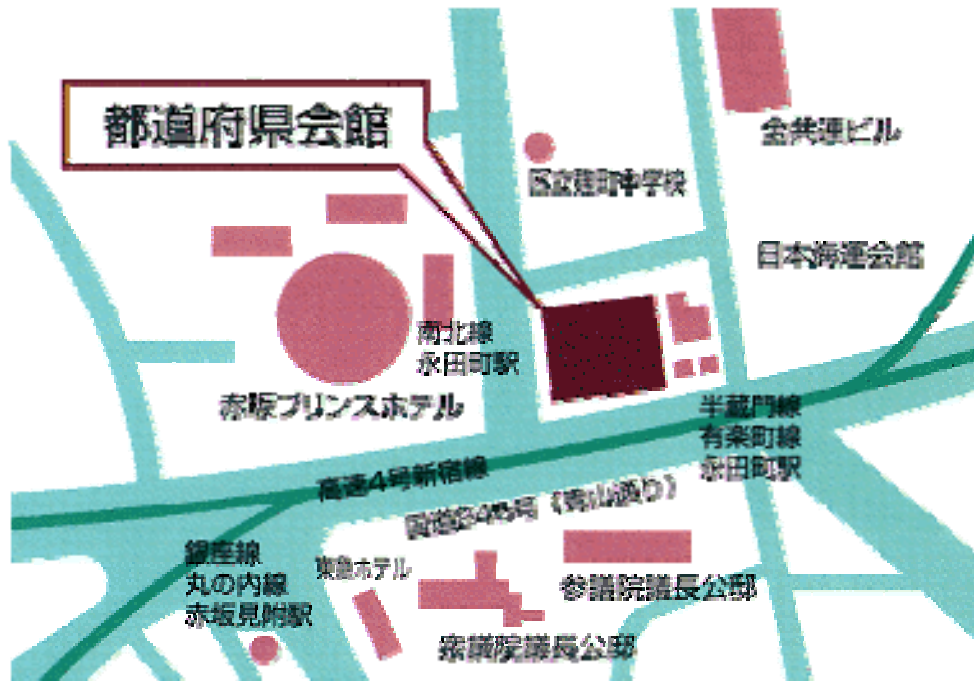 都道府県会館
全共連ビル
区立麹町中学校
日本海運会館
南北線
永田町駅
赤坂プリンスホテル
半蔵門線
有楽町線
永田町駅
高速4号新宿線
国道246号（青山通り）
銀座線
丸の内線
赤坂見附駅
東急ホテル
参議院議長公邸
衆議院議長公邸